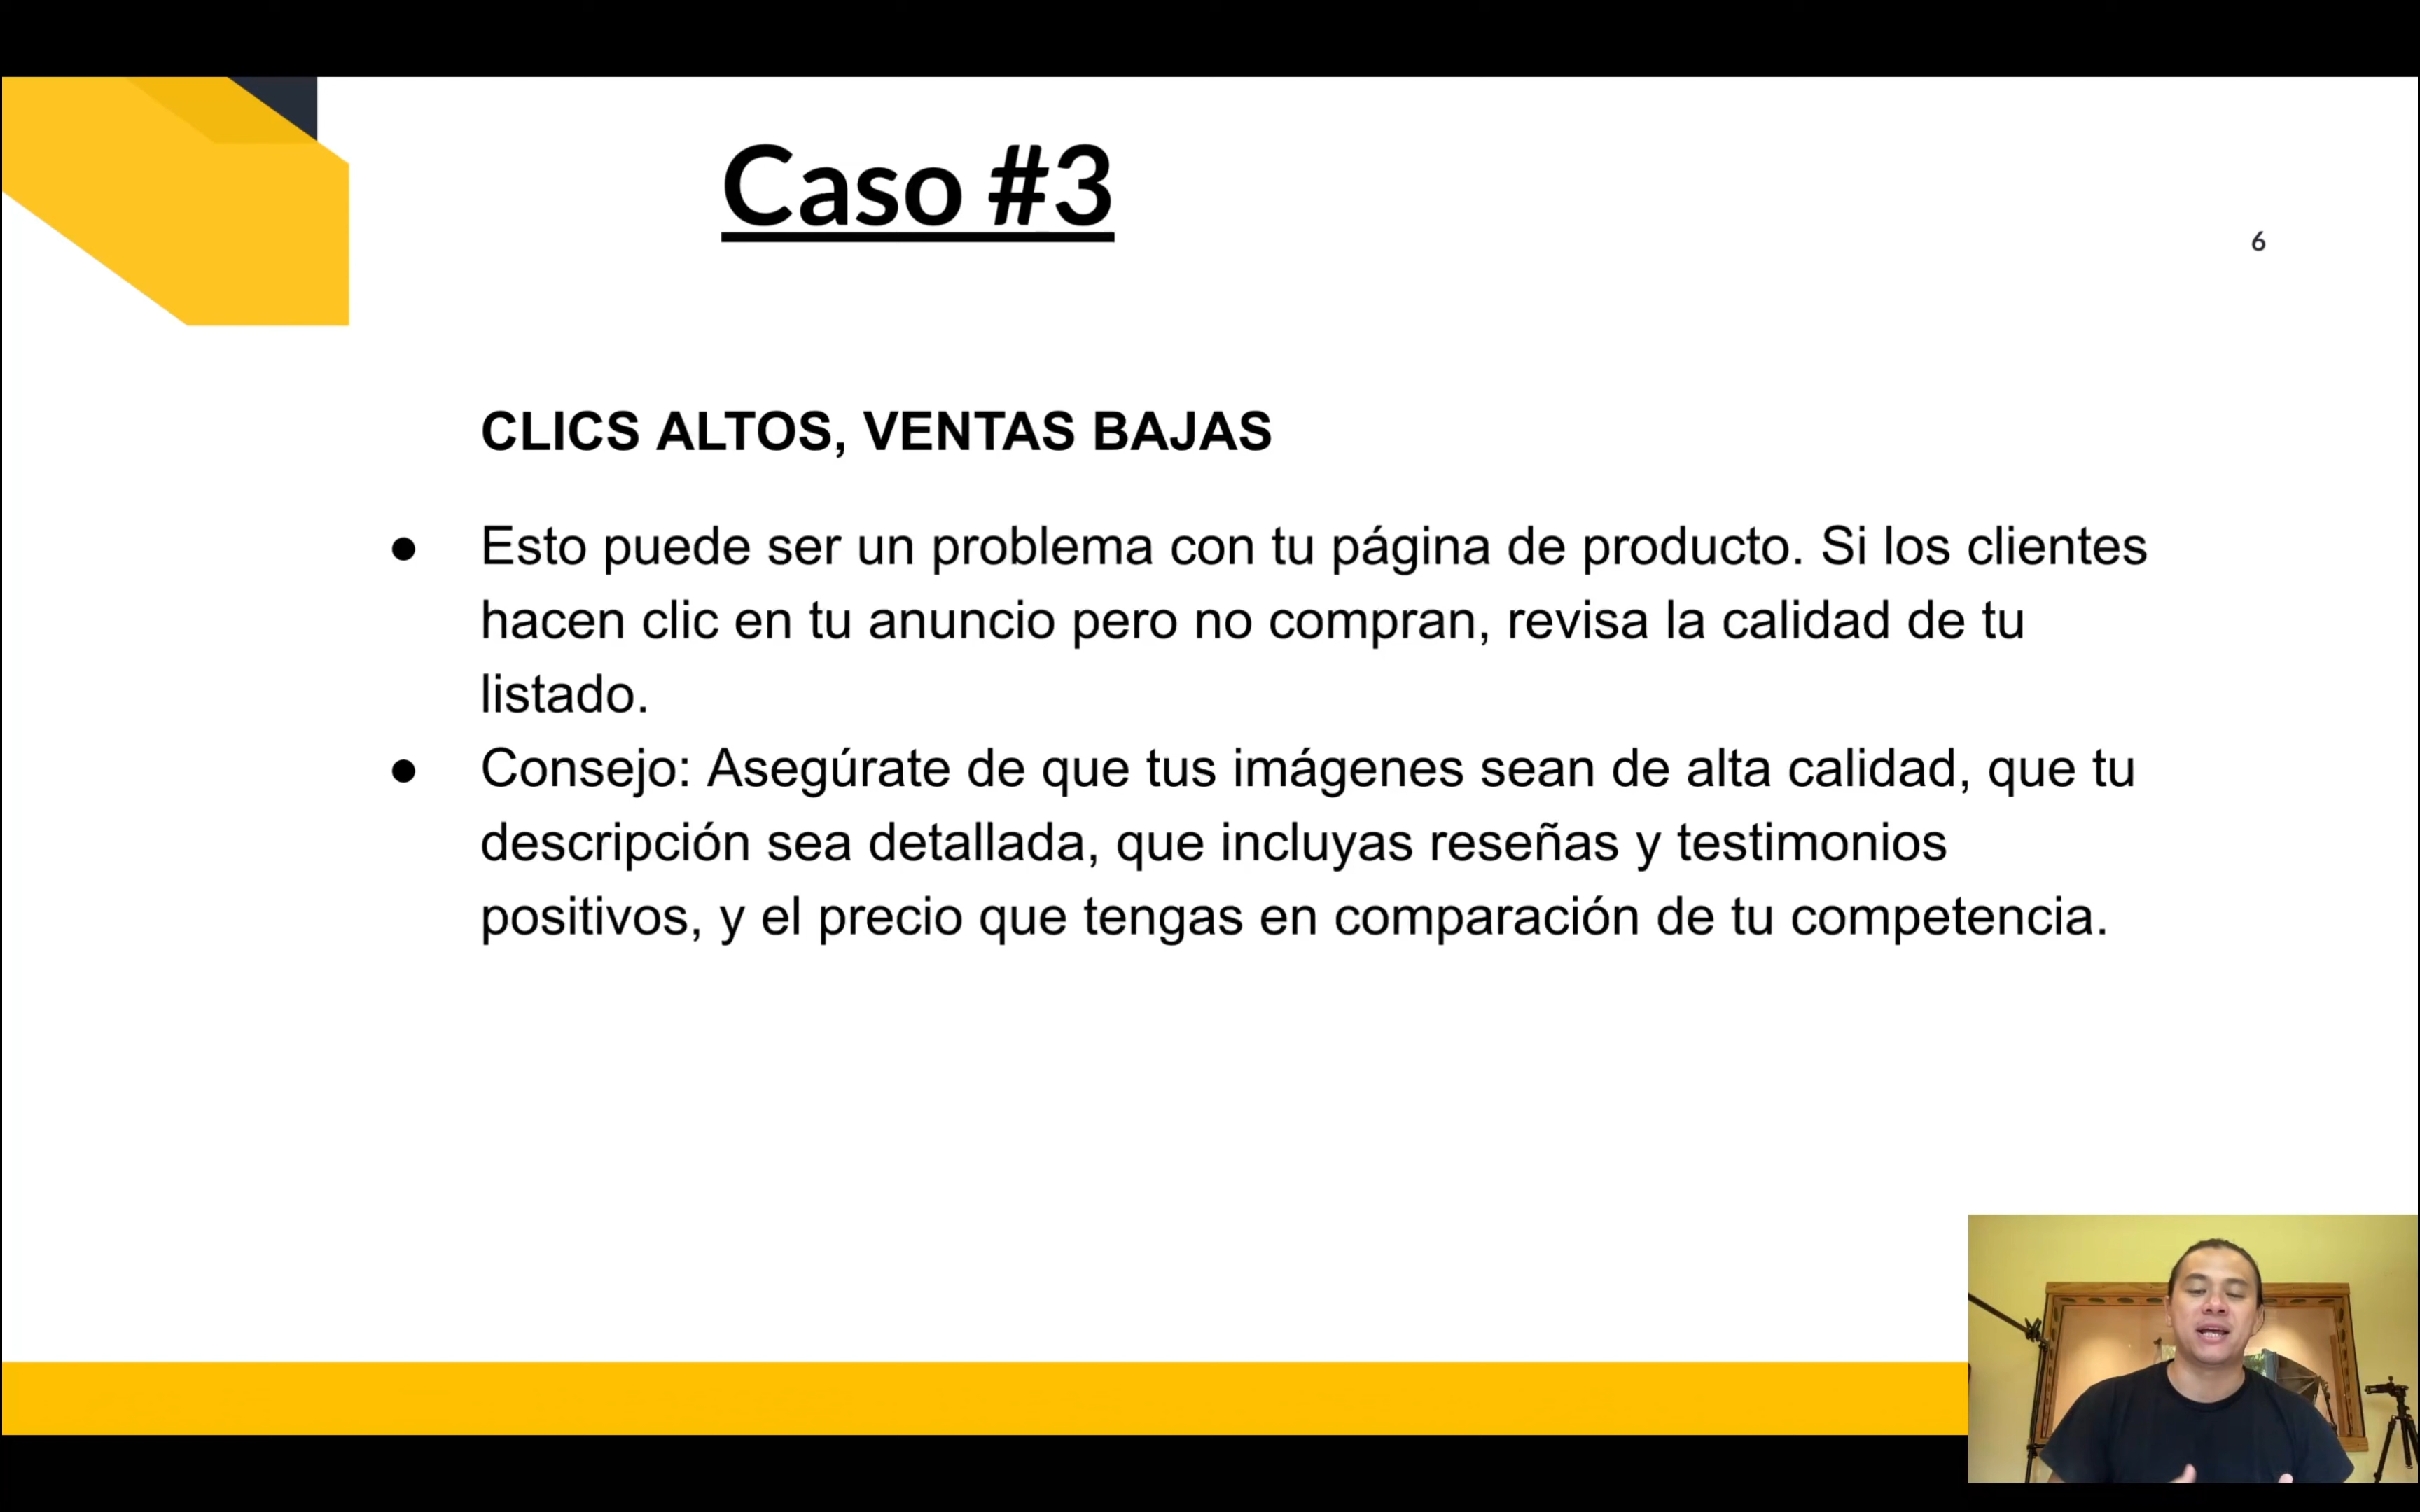 Caso #3
6
CLICS ALTOS, VENTAS BAJAS
● Esto puede ser un problema con tu página de producto. Si los clientes
hacen clic en tu anuncio pero no compran, revisa la calidad de tu
listado.
● Consejo: Asegúrate de que tus imágenes sean de alta calidad, que tu
descripción sea detallada, que incluyas reseñas y testimonios
positivos, y el precio que tengas en comparación de tu competencia.